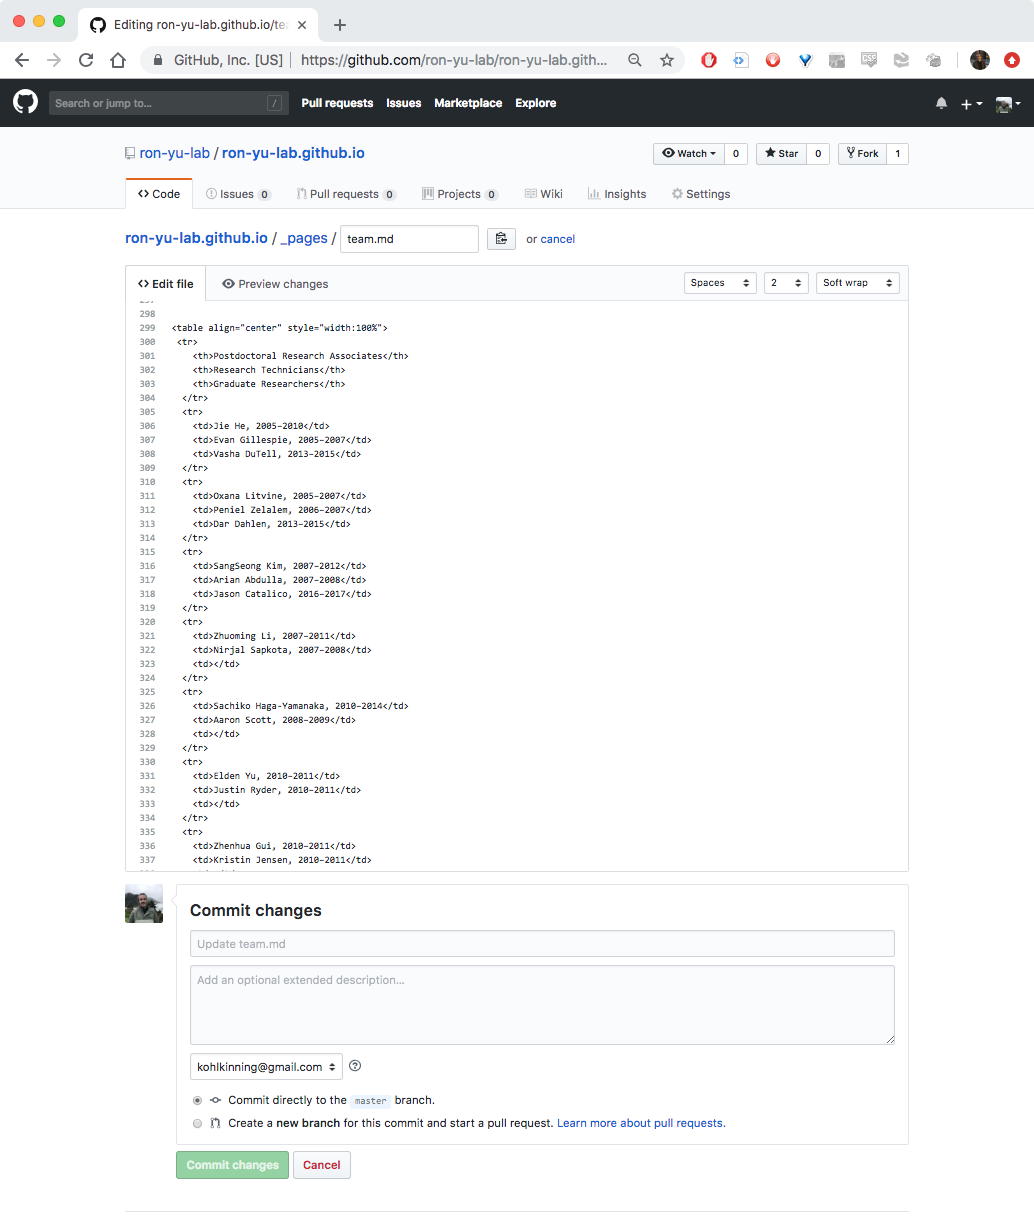 Editing ron-yu-lab.github.io/te
GitHub, Inc. [US] | https://github.com/ron-yu-lab/ron-yu-lab.gith...
Search or jump to... /
Pull requests Issues Marketplace Explore
ron-yu-lab / ron-yu-lab.github.io
Watch 0 Star 0 Fork 1
Code Issues 0 Pull requests 0 Projects 0 Wiki Insights Settings
ron-yu-lab.github.io / _pages / team.md or cancel
Edit file Preview changes Spaces 2 Soft wrap
298
299 <table align="center" style="width:100%">
300 <tr>
301 <th>Postdoctoral Research Associates</th>
302 <th>Research Technicians</th>
303 <th>Graduate Researchers</th>
304 </tr>
305 <tr>
306 <td>Jie He, 2005-2010</td>
307 <td>Evan Gillespie, 2005-2007</td>
308 <td>Vasha DuTell, 2013-2015</td>
309 </tr>
310 <tr>
311 <td>Oxana Litvine, 2005-2007</td>
312 <td>Peniel Zelalem, 2006-2007</td>
313 <td>Dar Dahlen, 2013-2015</td>
314 </tr>
315 <tr>
316 <td>SangSeong Kim, 2007-2012</td>
317 <td>Arian Abdulla, 2007-2008</td>
318 <td>Jason Catalico, 2016-2017</td>
319 </tr>
320 <tr>
321 <td>Zhuoming Li, 2007-2011</td>
322 <td>Nirjal Sapkota, 2007-2008</td>
323 <td></td>
324 </tr>
325 <tr>
326 <td>Sachiko Haga-Yamanaka, 2010-2014</td>
327 <td>Aaron Scott, 2008-2009</td>
328 <td></td>
329 </tr>
330 <tr>
331 <td>Elden Yu, 2010-2011</td>
332 <td>Justin Ryder, 2010-2011</td>
333 <td></td>
334 </tr>
335 <tr>
336 <td>Zhenhua Gui, 2010-2011</td>
337 <td>Kristin Jensen, 2010-2011</td>
Commit changes
Update team.md
Add an optional extended description...
kohlkinning@gmail.com
Commit directly to the master branch.
Create a new branch for this commit and start a pull request. Learn more about pull requests.
Commit changes Cancel